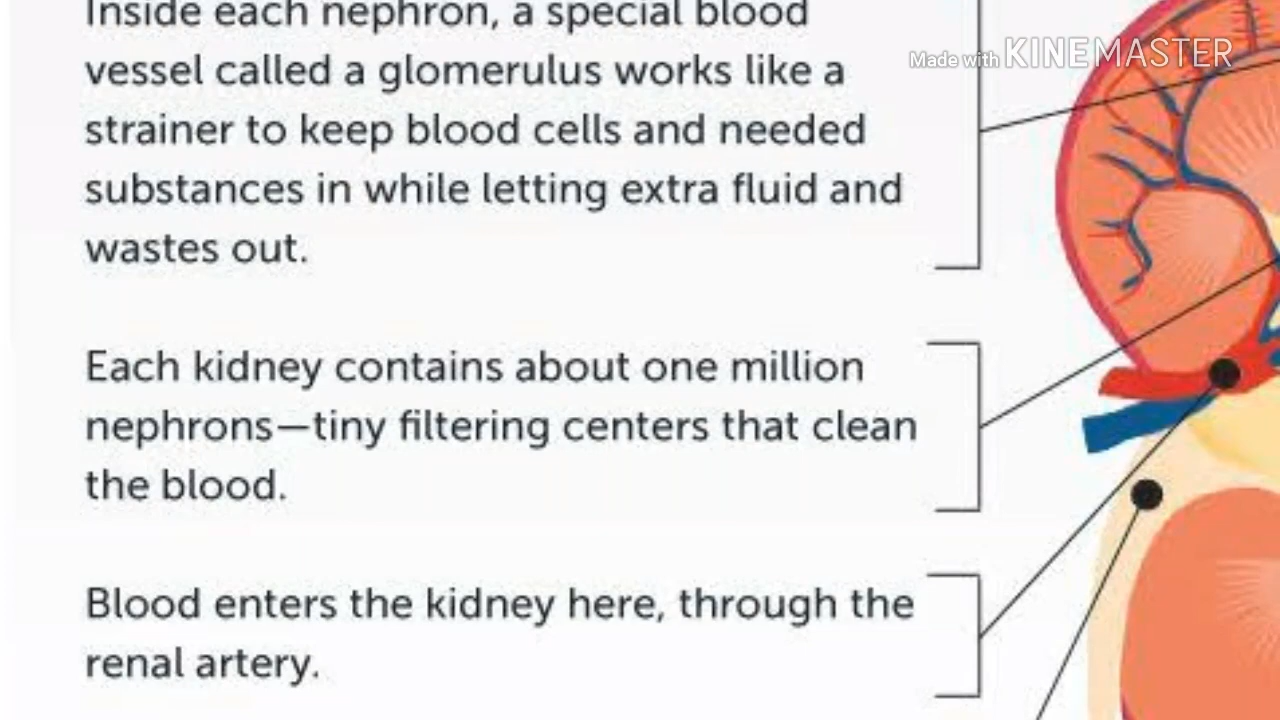 Inside each nephron, a special blood
vessel called a glomerulus works like a
strainer to keep blood cells and needed
substances in while letting extra fluid and
wastes out.
Made with KINEMASTER
Each kidney contains about one million
nephrons—tiny filtering centers that clean
the blood.
Blood enters the kidney here, through the
renal artery.